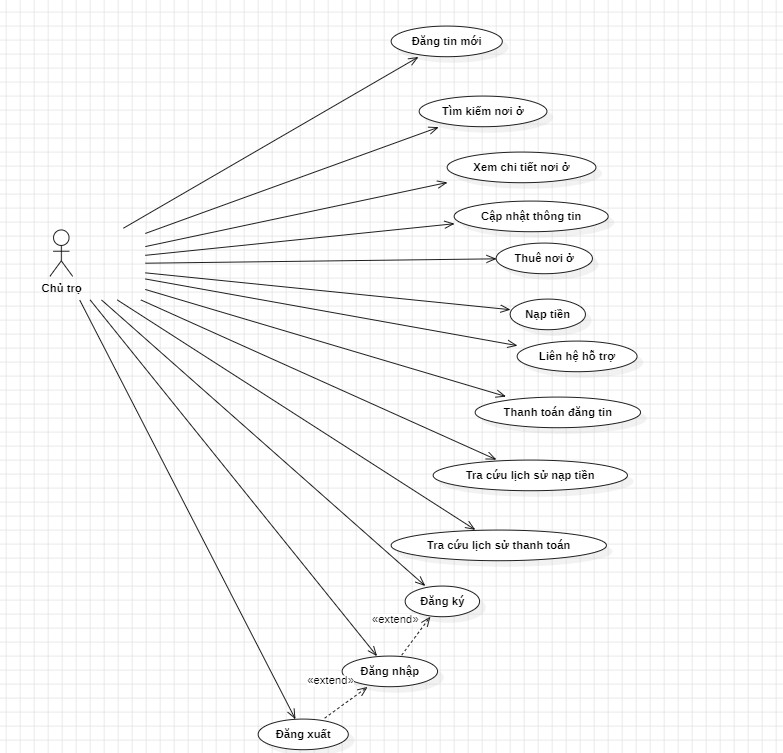 Đăng tin mới
Tìm kiếm nơi ở
Xem chi tiết nơi ở
Cập nhật thông tin
Thuê nơi ở
Chủ trọ
Nạp tiền
Liên hệ hỗ trợ
Thanh toán đăng tin
Tra cứu lịch sử nạp tiền
Tra cứu lịch sử thanh toán
Đăng ký
«extend»
Đăng nhập
«extend»
Đăng xuất